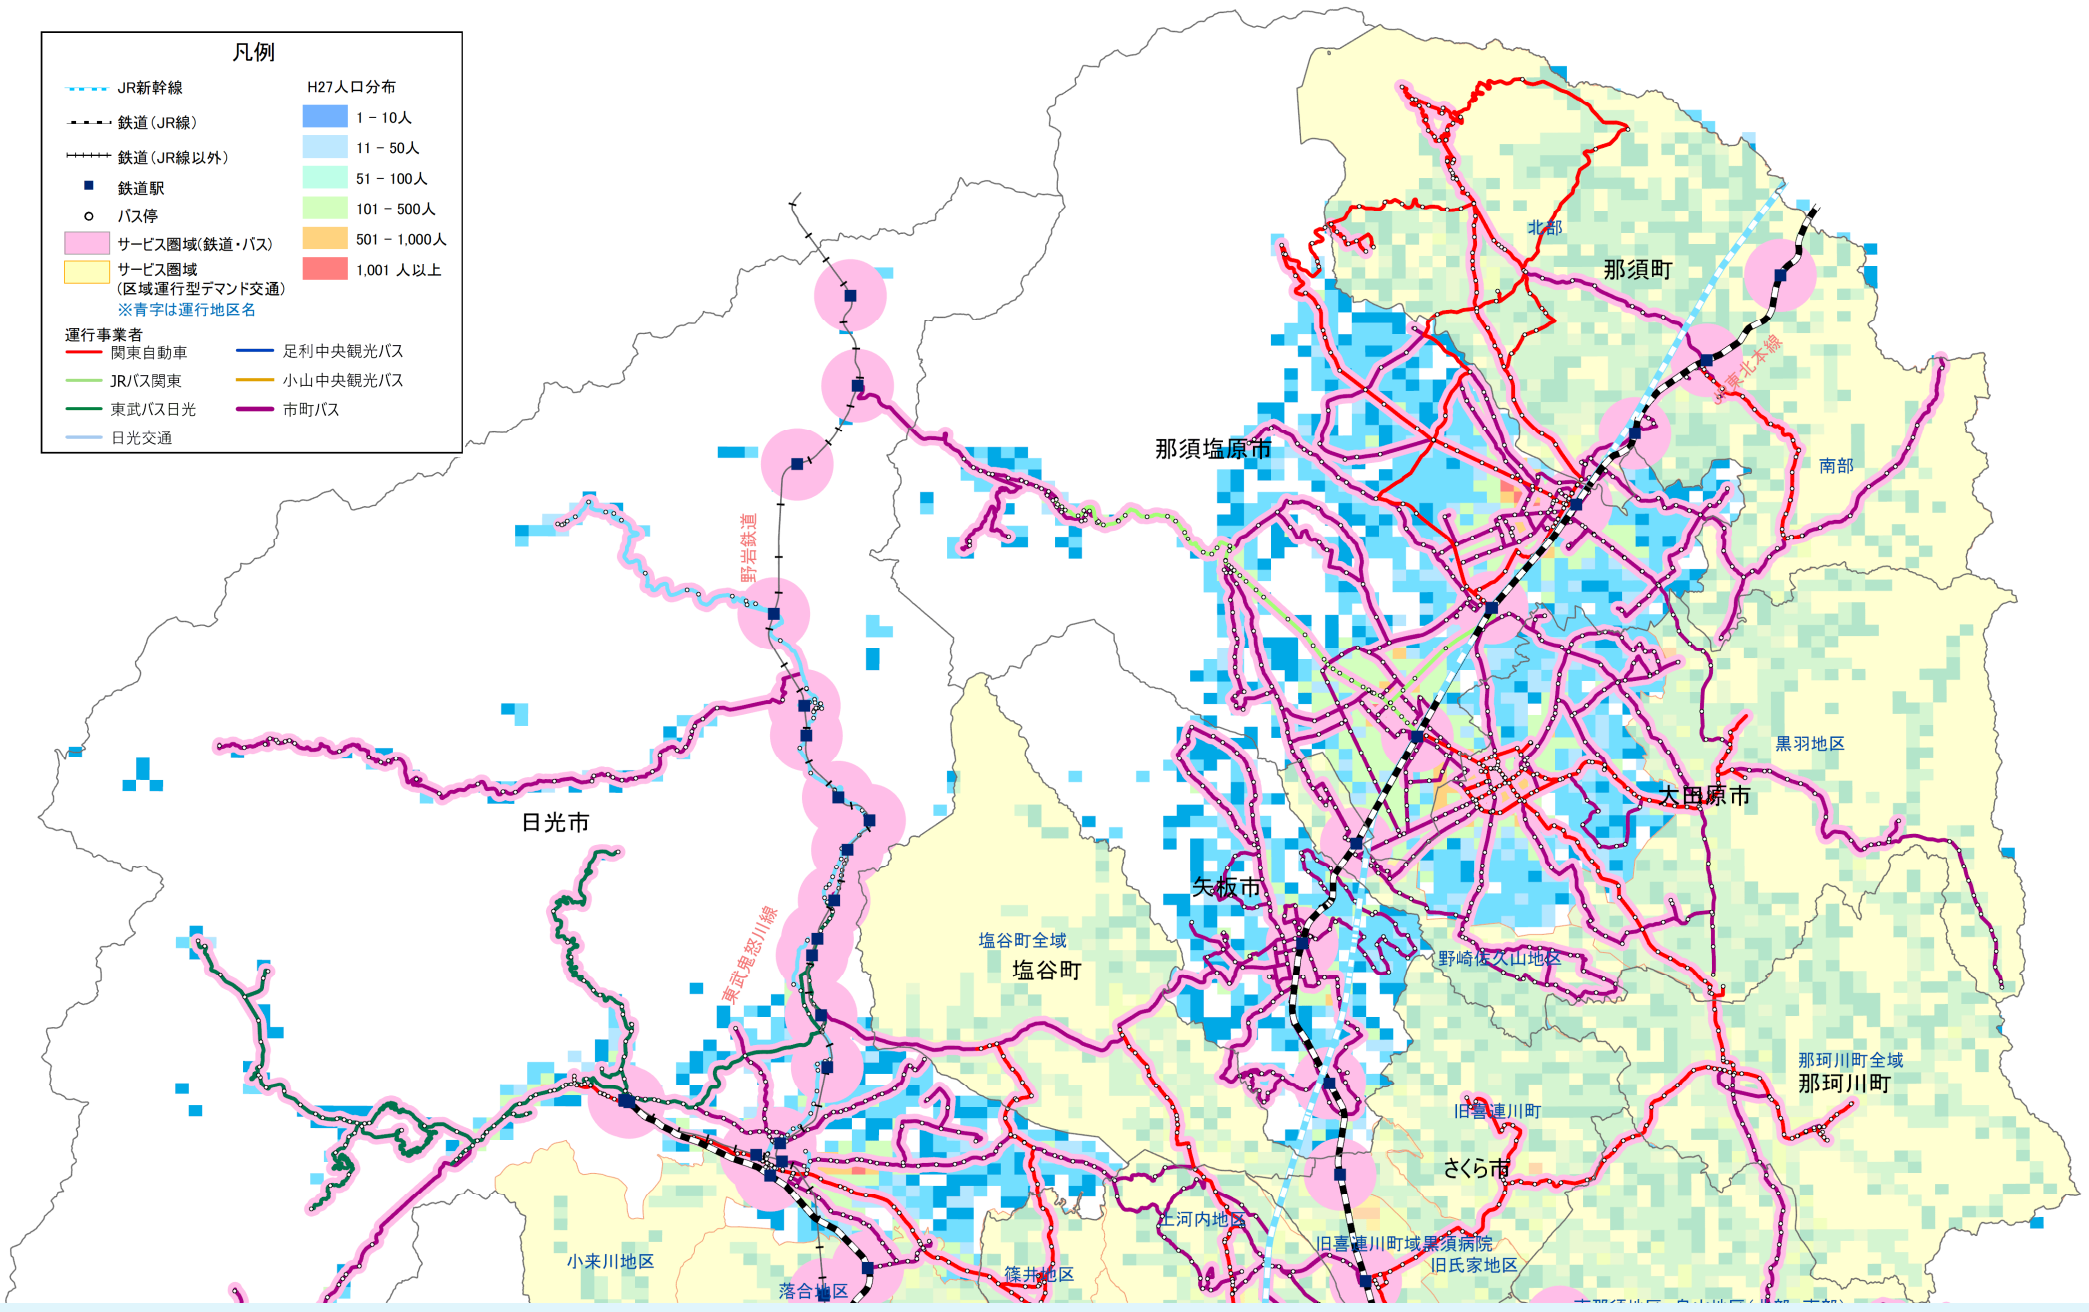 凡例
JR新幹線
鉄道(JR線)
鉄道(JR線以外)
鉄道駅
バス停
サービス圏域(鉄道・バス)
サービス圏域
(区域運行型デマンド交通)
※青字は運行地区名
H27人口分布
1 - 10人
11 - 50人
51 - 100人
101 - 500人
501 - 1,000人
1,001 人以上
運行事業者
関東自動車
JRバス関東
東武バス日光
日光交通
足利中央観光バス
小山中央観光バス
市町バス
北部
那須町
JR東北本線
那須塩原市
南部
野岩鉄道
黒羽地区
大田原市
日光市
矢板市
東武鬼怒川線
塩谷町全域
塩谷町
野崎佐久山地区
那珂川町全域
那珂川町
旧喜連川町
さくら市
上河内地区
旧喜連川町域黒須病院
旧氏家地区
小来川地区
篠井地区
落合地区